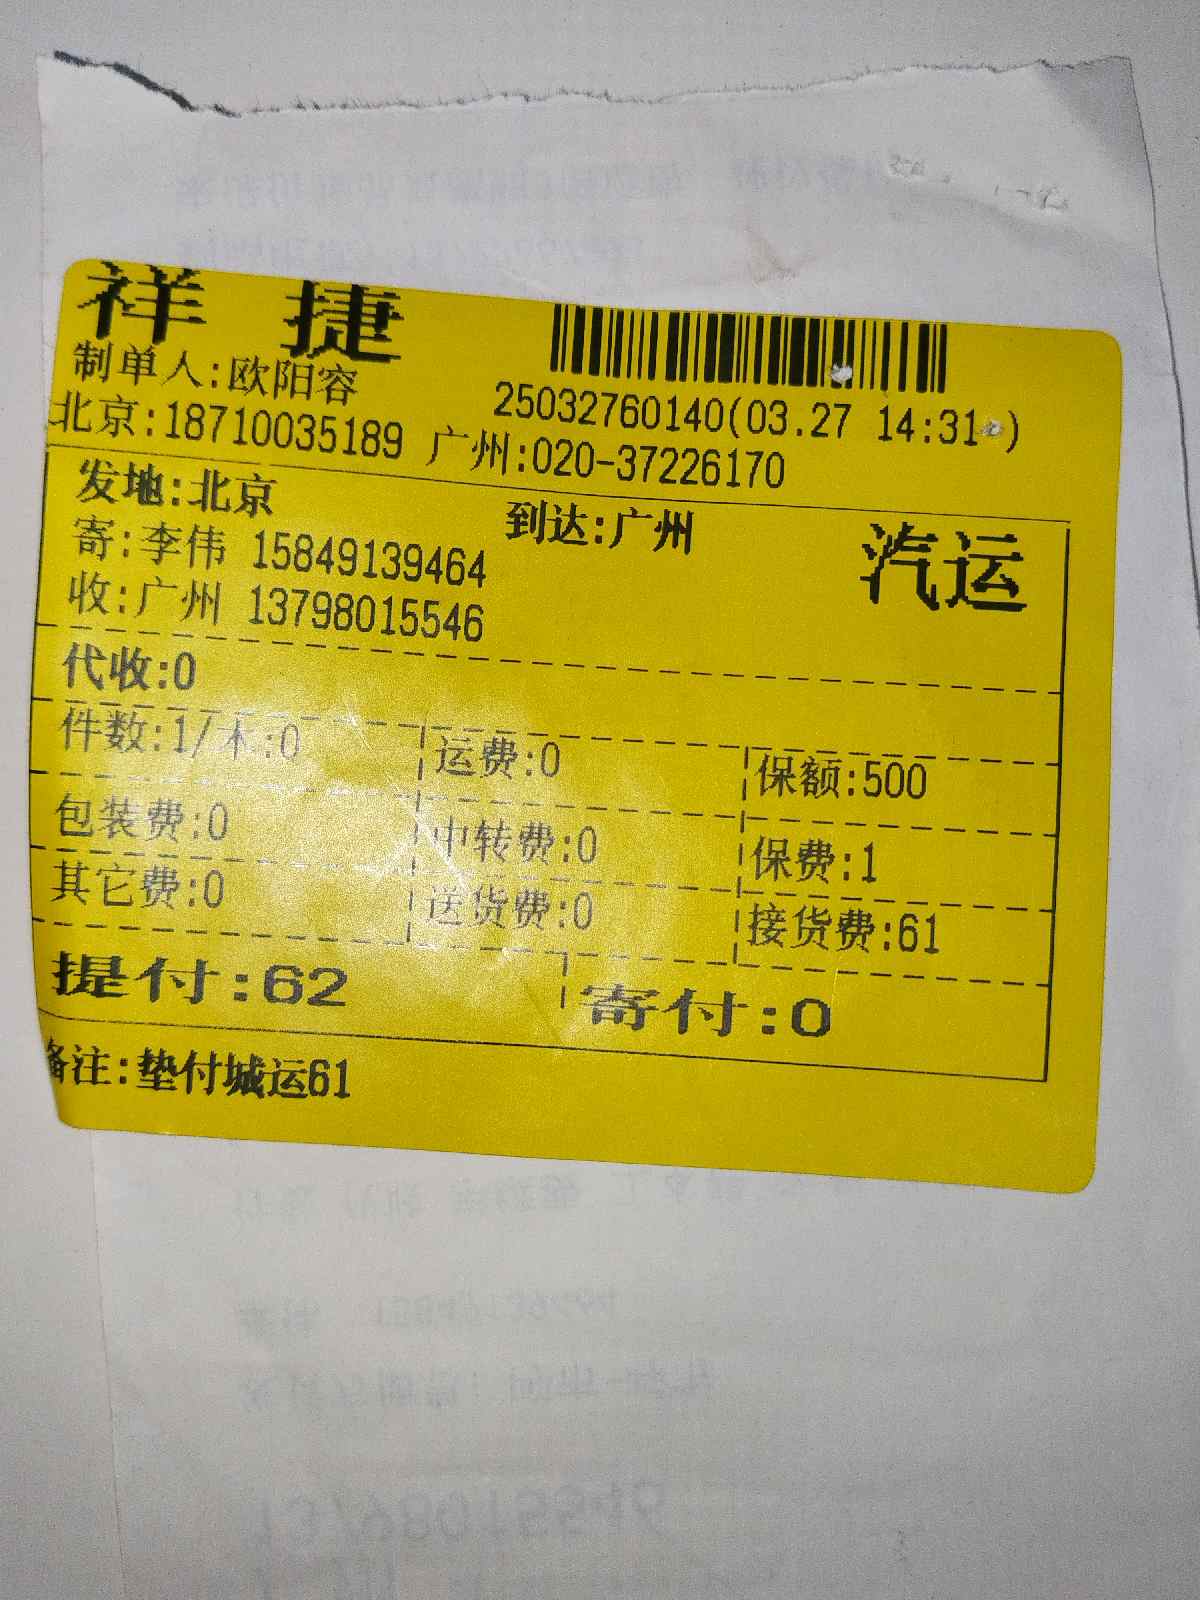 祥 捷
制单人:欧阳容
25032760140(03.27 14:31 )
北京:18710035189 广州:020-37226170
发地:北京 到达:广州 汽运
寄:李伟 15849139464
收:广州 13798015546
代收:0
件数:1/木:0 运费:0 保额:500
包装费:0 中转费:0 保费:1
其它费:0 送货费:0 接货费:61
提付:62 寄付:0
备注:垫付城运61